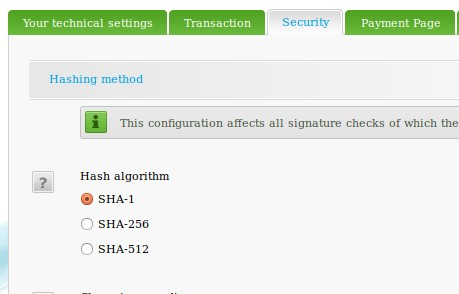 Your technical settings
Transaction
Security
Payment Page
Hashing method
i
This configuration affects all signature checks of which the
?
Hash algorithm
SHA-1
SHA-256
SHA-512